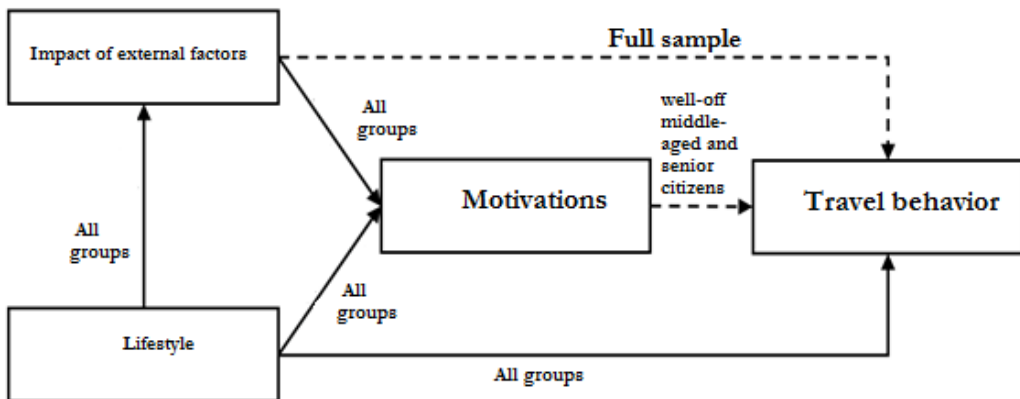 Impact of external factors
Full sample
All
groups
well-off
middle-
aged and
senior
citizens
Motivations
Travel behavior
All
groups
All
groups
Lifestyle
All groups